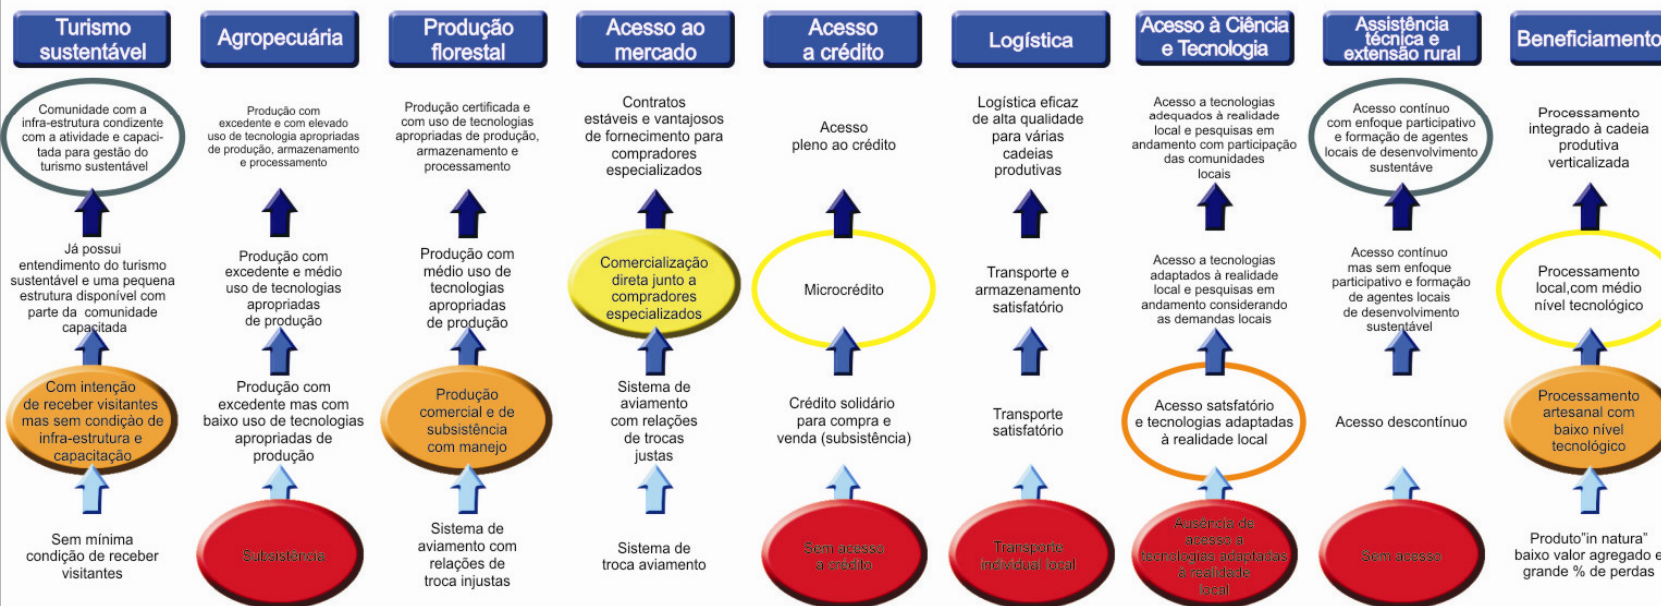 Turismo
sustentável
Agropecuária
Produção
florestal
Acesso ao
mercado
Acesso
a crédito
Logística
Acesso à Ciência
e Tecnologia
Assistência
técnica e
extensão rural
Beneficiamento
Comunidade com a
infra-estrutura condizente
com a atividade e capaci-
tada para gestão do
turismo sustentável
Produção com
excedente e com elevado
uso de tecnologia apropriadas
de produção, armazenamento
e processamento
Produção certificada e
com uso de tecnologias
apropriadas de produção,
armazenamento e
processamento
Contratos
estáveis e vantajosos
de fornecimento para
compradores
especializados
Acesso
pleno ao crédito
Logística eficaz
de alta qualidade
para várias
cadeias
produtivas
Acesso a tecnologias
adequados à realidade
local e pesquisas em
andamento com participação
das comunidades
locais
Acesso contínuo
com enfoque participativo
e formação de agentes
locais de desenvolvimento
sustentáve
Processamento
integrado à cadeia
produtiva
verticalizada
Já possui
entendimento do turismo
sustentável e uma pequena
estrutura disponível com
parte da comunidade
capacitada
Produção com
excedente e médio
uso de tecnologias
apropriadas
de produção
Produção com
médio uso de
tecnologias
apropriadas
de produção
Comercialização
direta junto a
compradores
especializados
Microcrédito
Transporte e
armazenamento
satisfatório
Acesso a tecnologias
adaptados à realidade
local e pesquisas em
andamento considerando
as demandas locais
Acesso contínuo
mas sem enfoque
participativo e formação
de agentes locais
de desenvolvimento
sustentável
Processamento
local,com médio
nível tecnológico
Com intenção
de receber visitantes
mas sem condição de
infra-estrutura e
capacitação
Produção com
excedente mas com
baixo uso de tecnologias
apropriadas de
produção
Produção
comercial e de
subsistência
com manejo
Sistema de
aviamento
com relações
de trocas
justas
Crédito solidário
para compra e
venda (subsistência)
Transporte
satisfatório
Acesso satsfatório
e tecnologias adaptadas
à realidade local
Acesso descontínuo
Processamento
artesanal com
baixo nível
tecnológico
Sem mínima
condição de receber
visitantes
Subsistência
Sistema de
aviamento com
relações de
troca injustas
Sistema de
troca aviamento
Sem acesso
a crédito
Transporte
individual local
Ausência de
acesso a
tecnologias adaptadas
à realidade
local
Sem acesso
Produto"in natura"
baixo valor agregado e
grande % de perdas